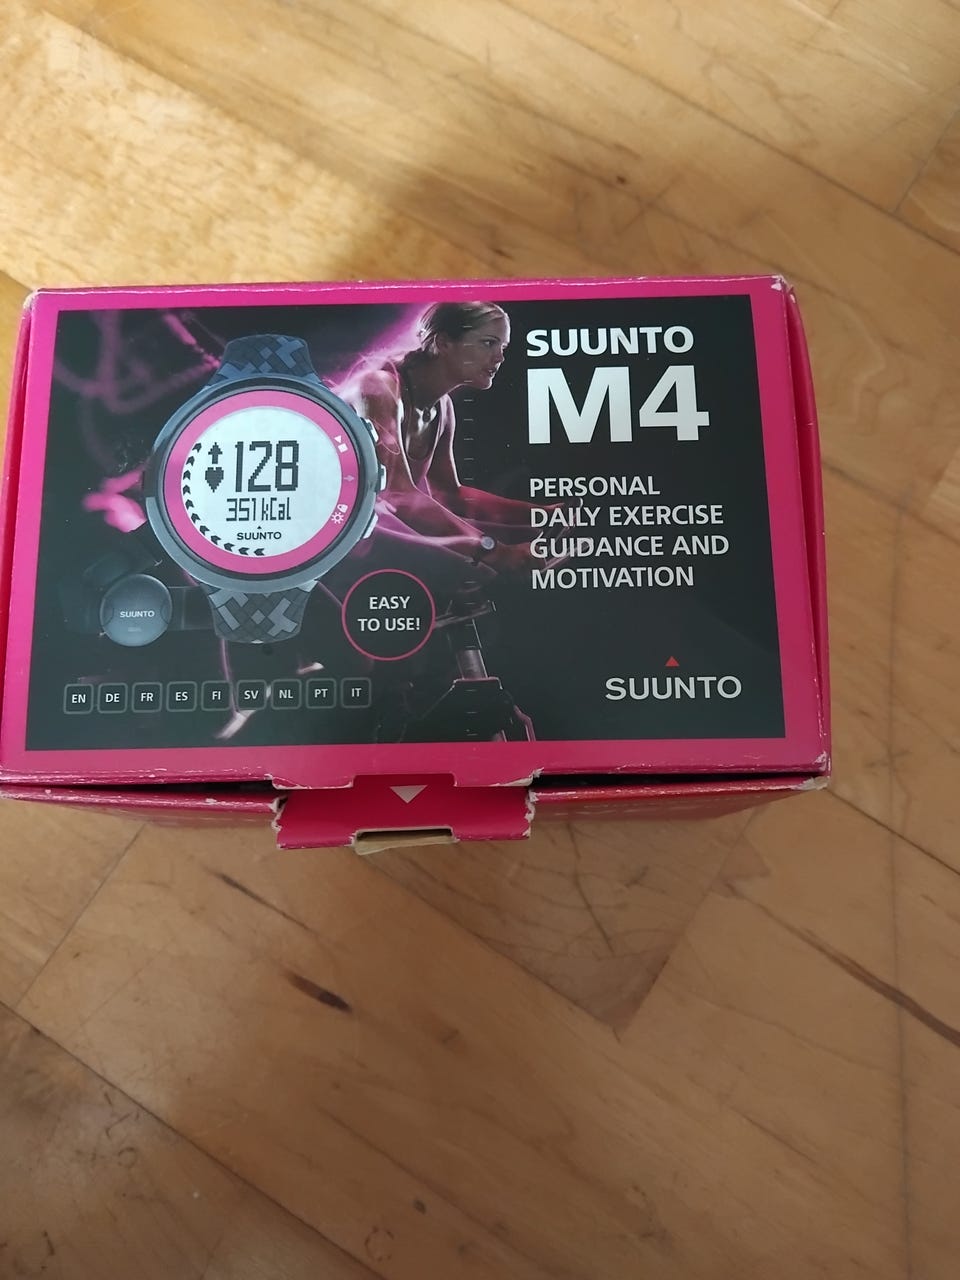 SUUNTO
M4
PERSONAL
DAILY EXERCISE
GUIDANCE AND
MOTIVATION
128
351 kCal
SUUNTO
SUUNTO
EASY
TO USE!
EN DE FR ES FI SV NL PT IT
SUUNTO